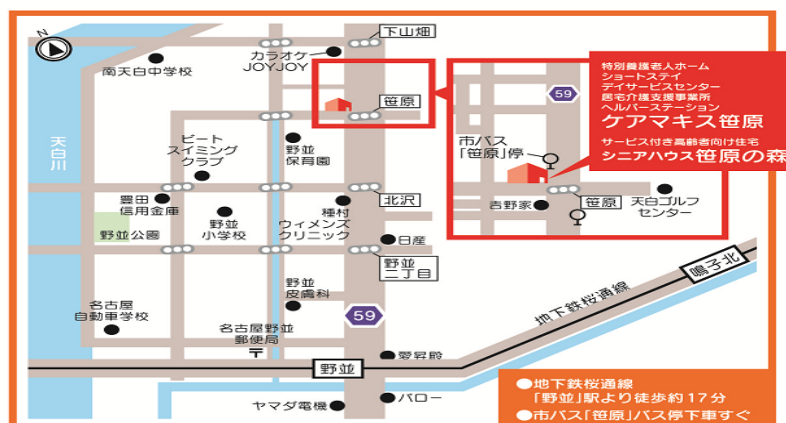 N
下山畑
カラオケ
JOYJOY
南天白中学校
笹原
天白川
ビート
スイミング
クラブ
野並
保育園
豊田
信用金庫
野並公園
野並
小学校
種村
ウィメンズ
クリニック
北沢
日産
野並
二丁目
野並
皮膚科
59
名古屋
自動車学校
名古屋野並
郵便局
〒
野並
愛昇殿
ヤマダ電機
バロー
地下鉄桜通線
鳴子北
59
市バス
「笹原」停
吉野家
笹原
天白ゴルフ
センター
特別養護老人ホーム
ショートステイ
デイサービスセンター
居宅介護支援事業所
ヘルパーステーション
ケアマキス笹原
サービス付き高齢者向け住宅
シニアハウス笹原の森
●地下鉄桜通線
「野並」駅より徒歩約17分
●市バス「笹原」バス停下車すぐ